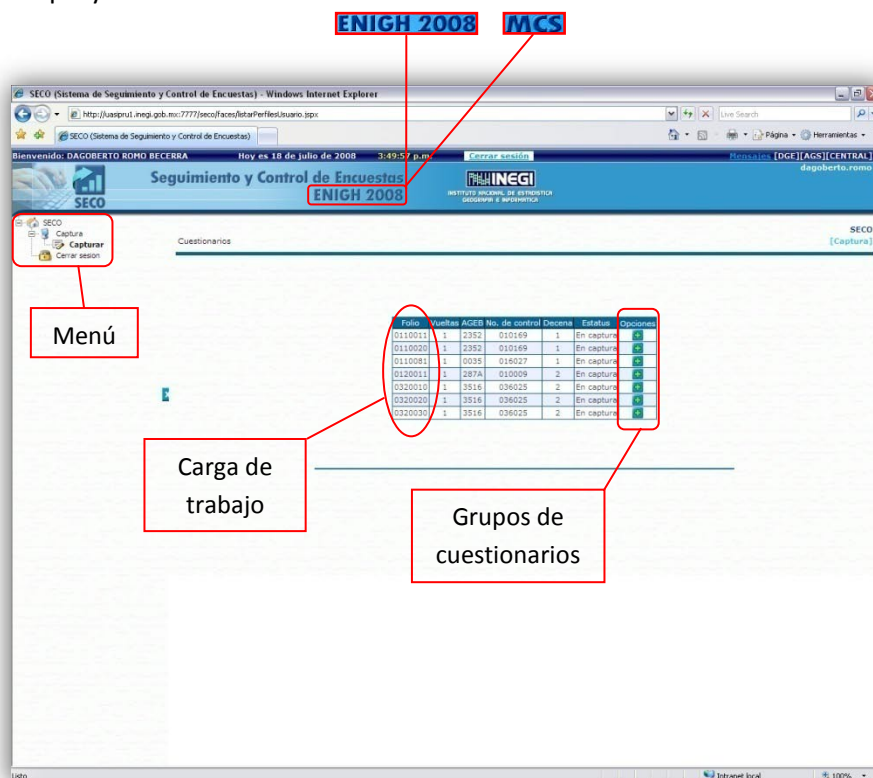 ENIGH 2008 MCS
SECO (Sistema de Seguimiento y Control de Encuestas) - Windows Internet Explorer
http://uasipru1.inegi.gob.mx:7777/seco/faces/listarPerfilesUsuario.jspx
Live Search
SECO (Sistema de Seguimiento y Control de Encuestas)
Página
Herramientas
Bienvenido: DAGOBERTO ROMO BECERRA Hoy es 18 de julio de 2008 3:49:57 p.m. Cerrar sesión Mensajes [DGE][AGS][CENTRAL]
dagoberto.romo
Seguimiento y Control de Encuestas
ENIGH 2008
SECO
INEGI
INSTITUTO NACIONAL DE ESTADISTICA
GEOGRAFIA E INFORMATICA
SECO
Captura
Capturar
Cerrar sesion
Cuestionarios
SECO
[Captura]
Menú
Folio Vueltas AGEB No. de control Decena Estatus Opciones
0110011 1 2352 010169 1 En captura
0110020 1 2352 010169 1 En captura
0110081 1 0035 016027 1 En captura
0120011 1 287A 010009 2 En captura
0320010 1 3516 036025 2 En captura
0320020 1 3516 036025 2 En captura
0320030 1 3516 036025 2 En captura
Carga de
trabajo
Grupos de
cuestionarios
Listo
Intranet local
100%